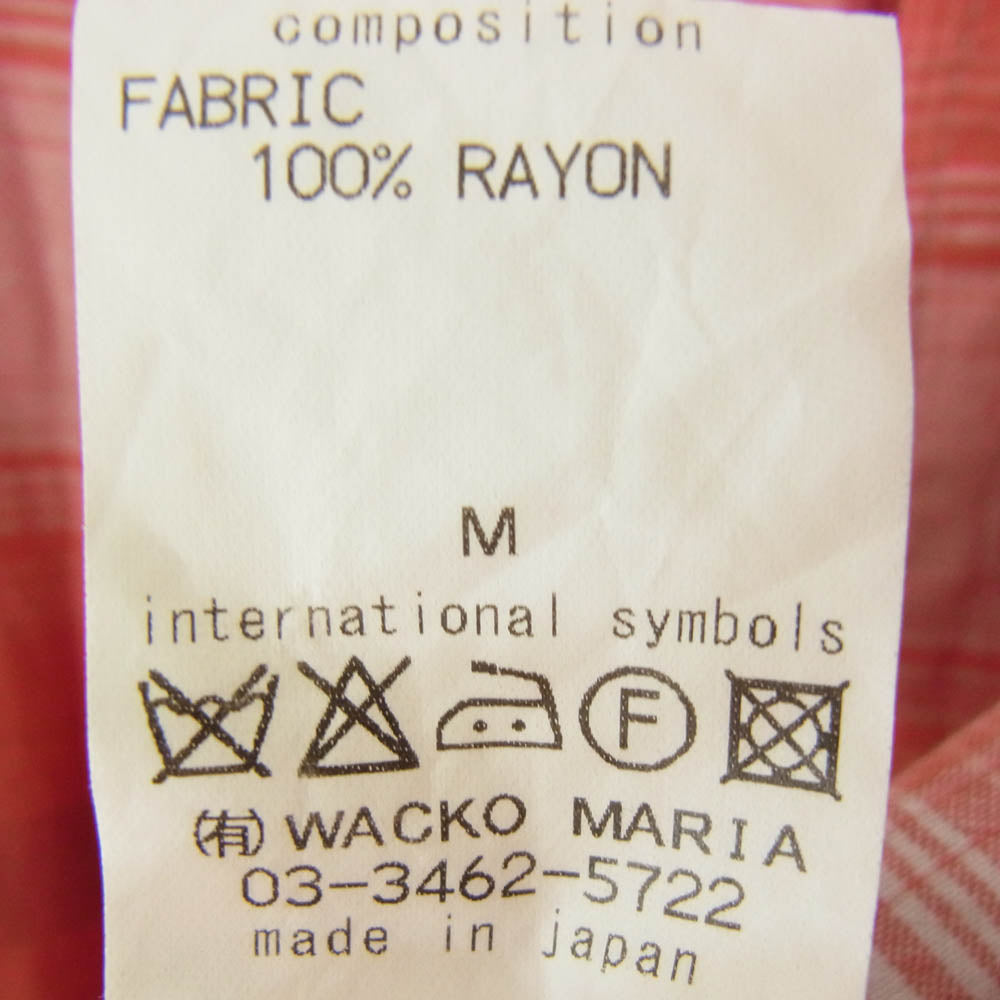 composition
FABRIC
100% RAYON
M
international symbols
F
㈲ WACKO MARIA
03-3462-5722
made in japan